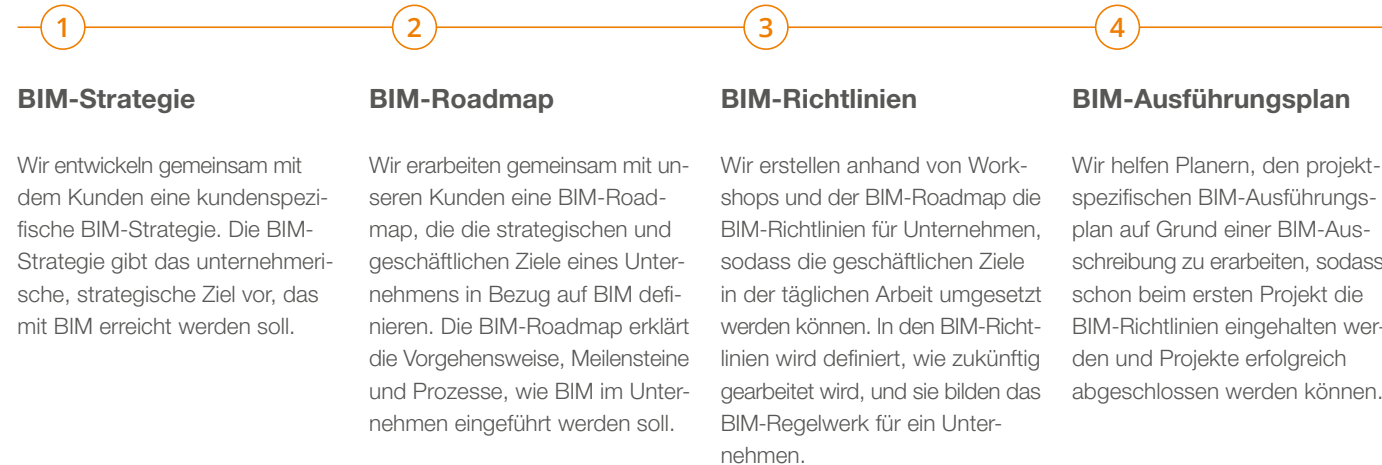 1
BIM-Strategie
Wir entwickeln gemeinsam mit
dem Kunden eine kundenspezi-
fische BIM-Strategie. Die BIM-
Strategie gibt das unternehmeri-
sche, strategische Ziel vor, das
mit BIM erreicht werden soll.
2
BIM-Roadmap
Wir erarbeiten gemeinsam mit un-
seren Kunden eine BIM-Road-
map, die die strategischen und
geschäftlichen Ziele eines Unter-
nehmens in Bezug auf BIM defi-
nieren. Die BIM-Roadmap erklärt
die Vorgehensweise, Meilensteine
und Prozesse, wie BIM im Unter-
nehmen eingeführt werden soll.
3
BIM-Richtlinien
Wir erstellen anhand von Work-
shops und der BIM-Roadmap die
BIM-Richtlinien für Unternehmen,
sodass die geschäftlichen Ziele
in der täglichen Arbeit umgesetzt
werden können. In den BIM-Richt-
linien wird definiert, wie zukünftig
gearbeitet wird, und sie bilden das
BIM-Regelwerk für ein Unter-
nehmen.
4
BIM-Ausführungsplan
Wir helfen Planern, den projekt-
spezifischen BIM-Ausführungs-
plan auf Grund einer BIM-Aus-
schreibung zu erarbeiten, sodass
schon beim ersten Projekt die
BIM-Richtlinien eingehalten wer-
den und Projekte erfolgreich
abgeschlossen werden können.